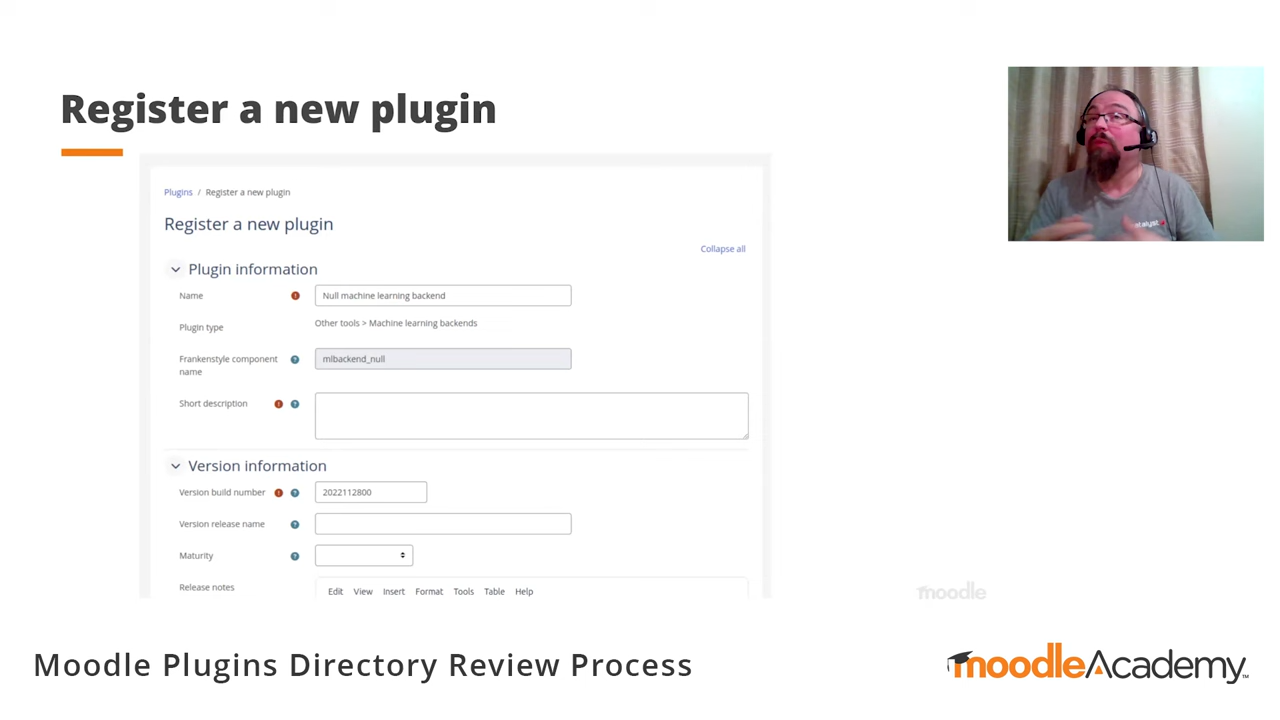 Register a new plugin
Plugins / Register a new plugin
Register a new plugin
Collapse all
Plugin information
Name
Null machine learning backend
Plugin type
Other tools > Machine learning backends
Frankenstyle component
name
mlbackend_null
Short description
Version information
Version build number
2022112800
Version release name
Maturity
Release notes
Edit View Insert Format Tools Table Help
catalyst
moodle
Moodle Plugins Directory Review Process
moodleAcademy™